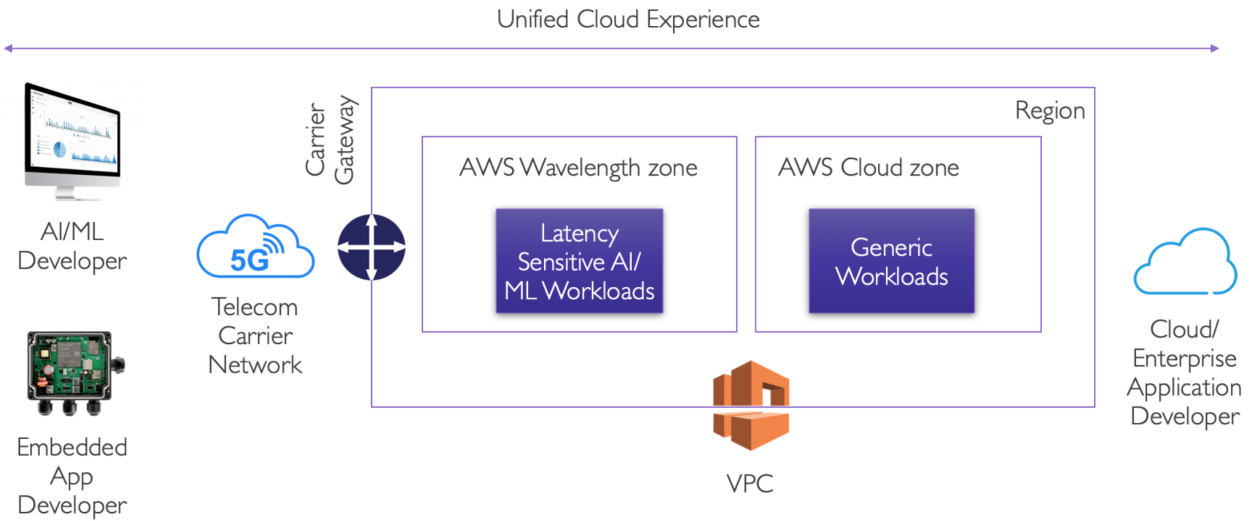 Unified Cloud Experience
Carrier
Gateway
Region
AWS Wavelength zone
AWS Cloud zone
AI/ML
Developer
5G
Latency
Sensitive AI/
ML Workloads
Generic
Workloads
Telecom
Carrier
Network
Cloud/
Enterprise
Application
Developer
Embedded
App
Developer
VPC